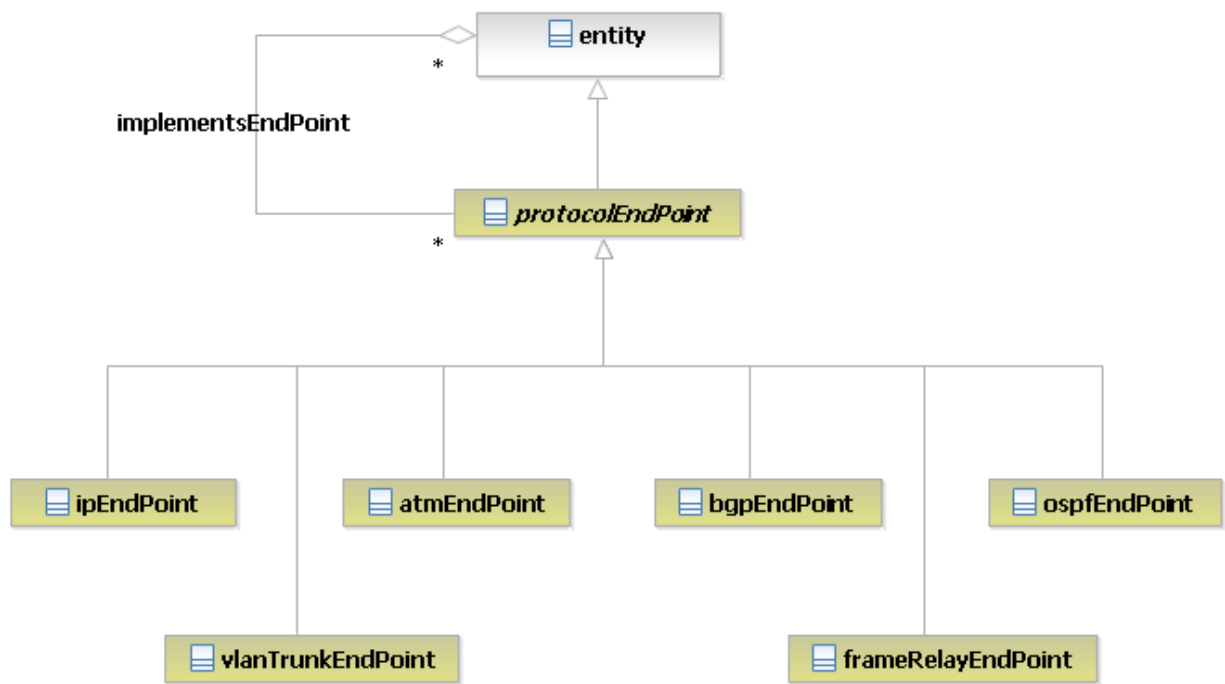 entity
*
implementsEndPoint
protocolEndPoint
*
ipEndPoint
atmEndPoint
bgpEndPoint
ospfEndPoint
vlanTrunkEndPoint
frameRelayEndPoint